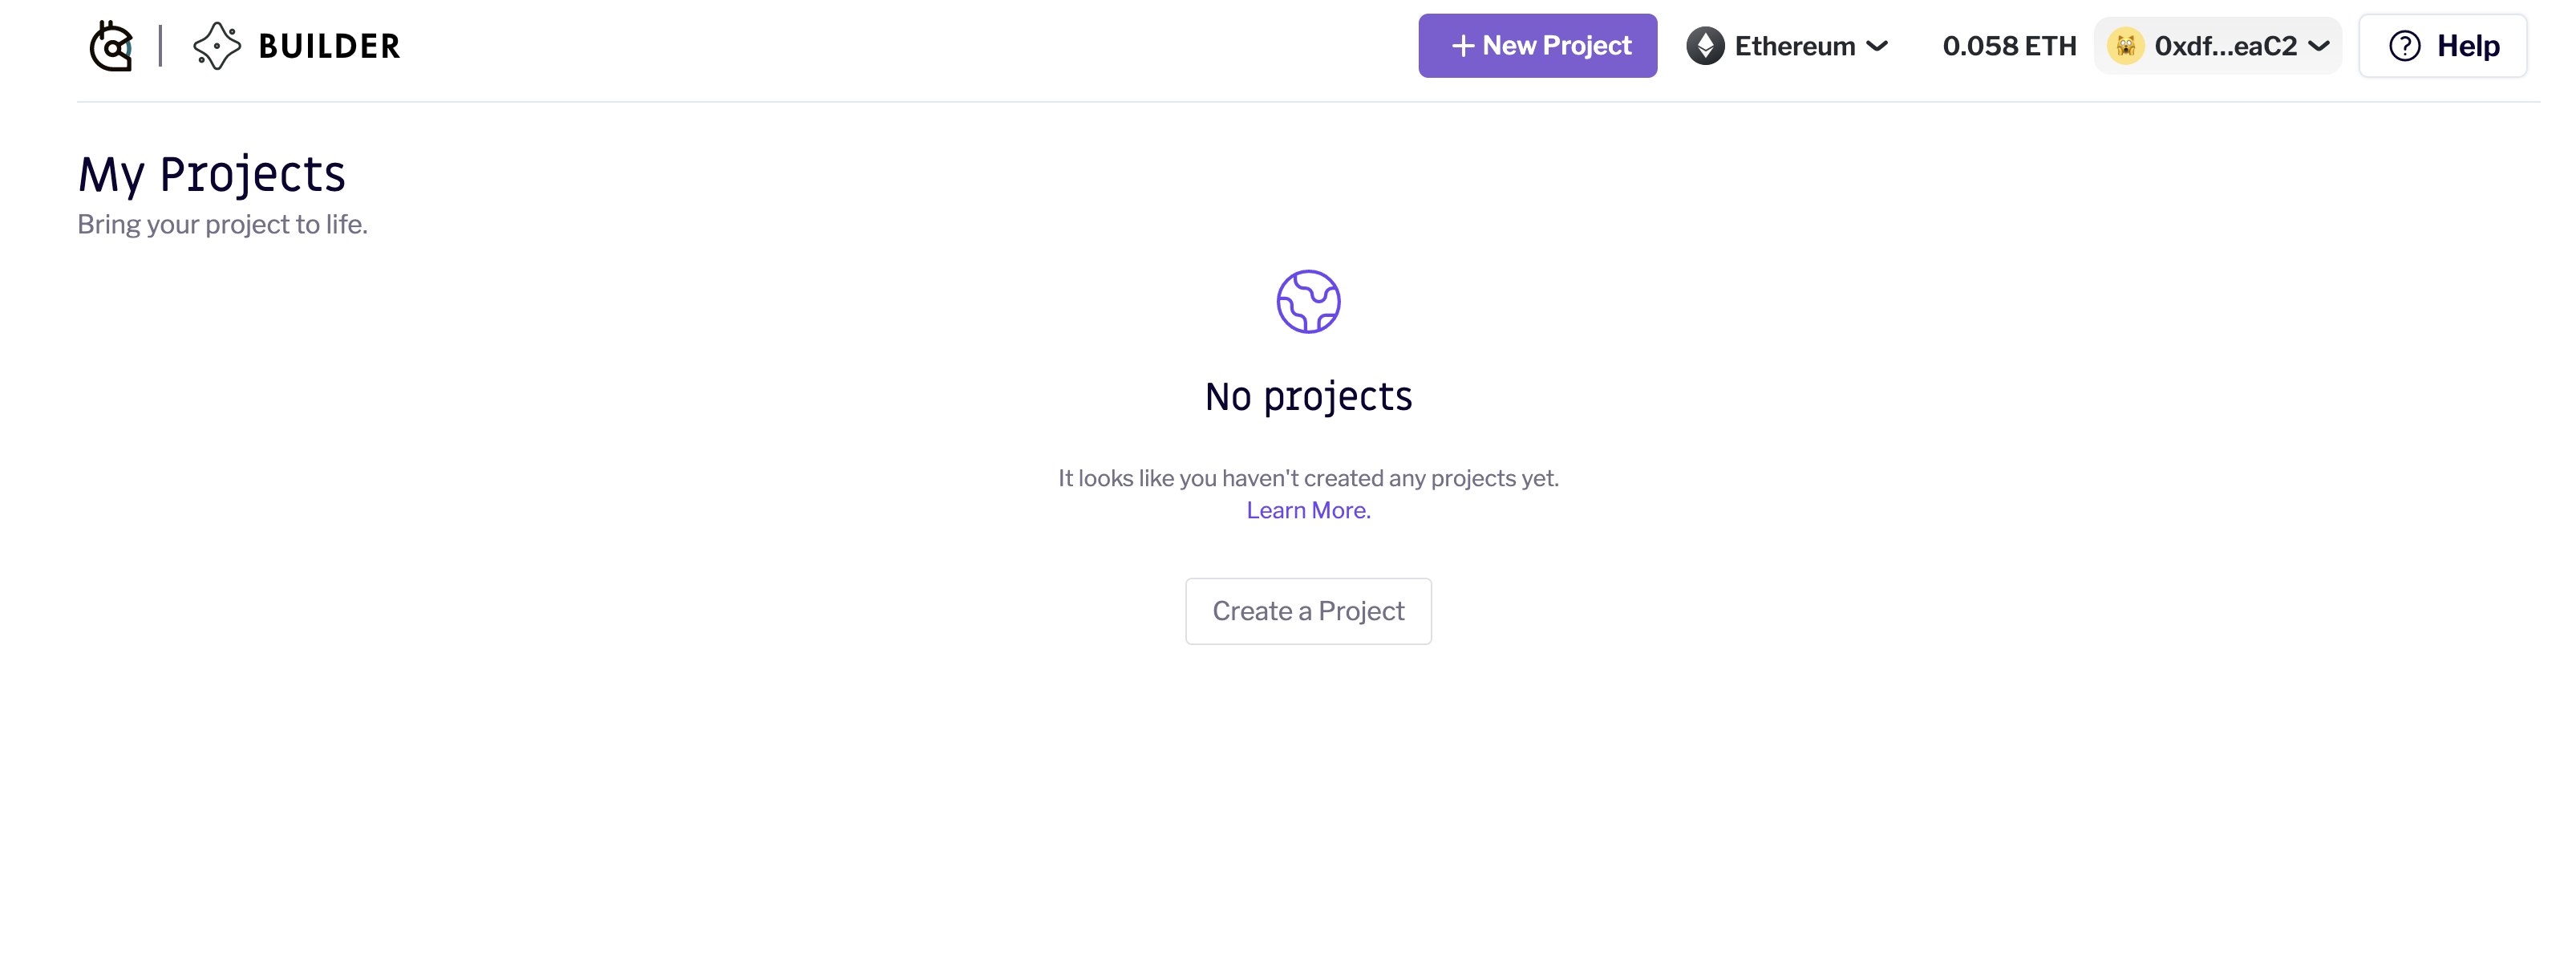 BUILDER
+ New Project
Ethereum
0.058 ETH
0xdf...eaC2
Help
My Projects
Bring your project to life.
No projects
It looks like you haven't created any projects yet.
Learn More.
Create a Project